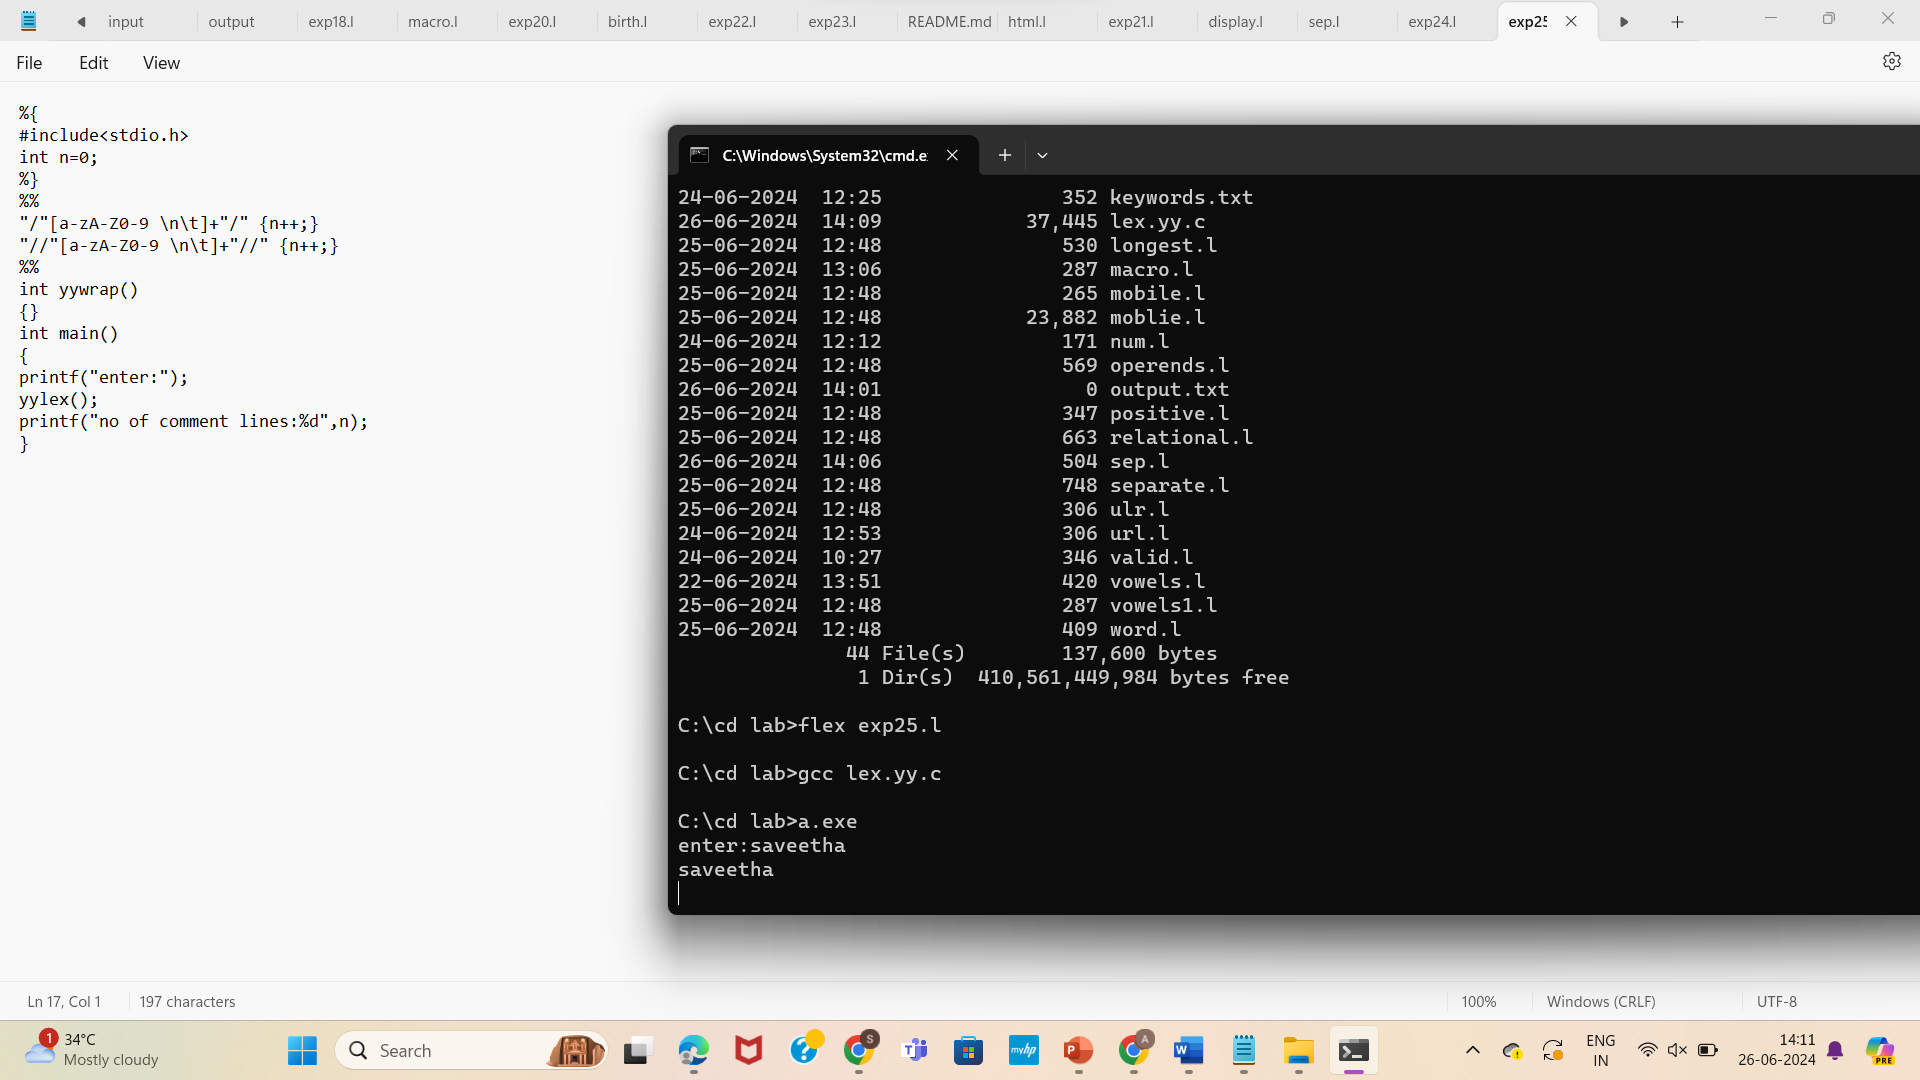 input output exp18.l macro.l exp20.l birth.l exp22.l exp23.l README.md html.l exp21.l display.l sep.l exp24.l exp25
File Edit View
%{
#include<stdio.h>
int n=0;
%}
%%
"/"[a-zA-Z0-9 \n\t]+"/" {n++;}
"//"[a-zA-Z0-9 \n\t]+"//" {n++;}
%%
int yywrap()
{}
int main()
{
printf("enter:");
yylex();
printf("no of comment lines:%d",n);
}
C:\Windows\System32\cmd.e
24-06-2024 12:25 352 keywords.txt
26-06-2024 14:09 37,445 lex.yy.c
25-06-2024 12:48 530 longest.l
25-06-2024 13:06 287 macro.l
25-06-2024 12:48 265 mobile.l
25-06-2024 12:48 23,882 moblie.l
24-06-2024 12:12 171 num.l
25-06-2024 12:48 569 operends.l
26-06-2024 14:01 0 output.txt
25-06-2024 12:48 347 positive.l
25-06-2024 12:48 663 relational.l
26-06-2024 14:06 504 sep.l
25-06-2024 12:48 748 separate.l
25-06-2024 12:48 306 ulr.l
24-06-2024 12:53 306 url.l
24-06-2024 10:27 346 valid.l
22-06-2024 13:51 420 vowels.l
25-06-2024 12:48 287 vowels1.l
25-06-2024 12:48 409 word.l
44 File(s) 137,600 bytes
1 Dir(s) 410,561,449,984 bytes free
C:\cd lab>flex exp25.l
C:\cd lab>gcc lex.yy.c
C:\cd lab>a.exe
enter:saveetha
saveetha
Ln 17, Col 1 197 characters 100% Windows (CRLF) UTF-8
1
34°C
Mostly cloudy
Search
S
myhp
P
A
W
ENG
IN
14:11
26-06-2024
PRE